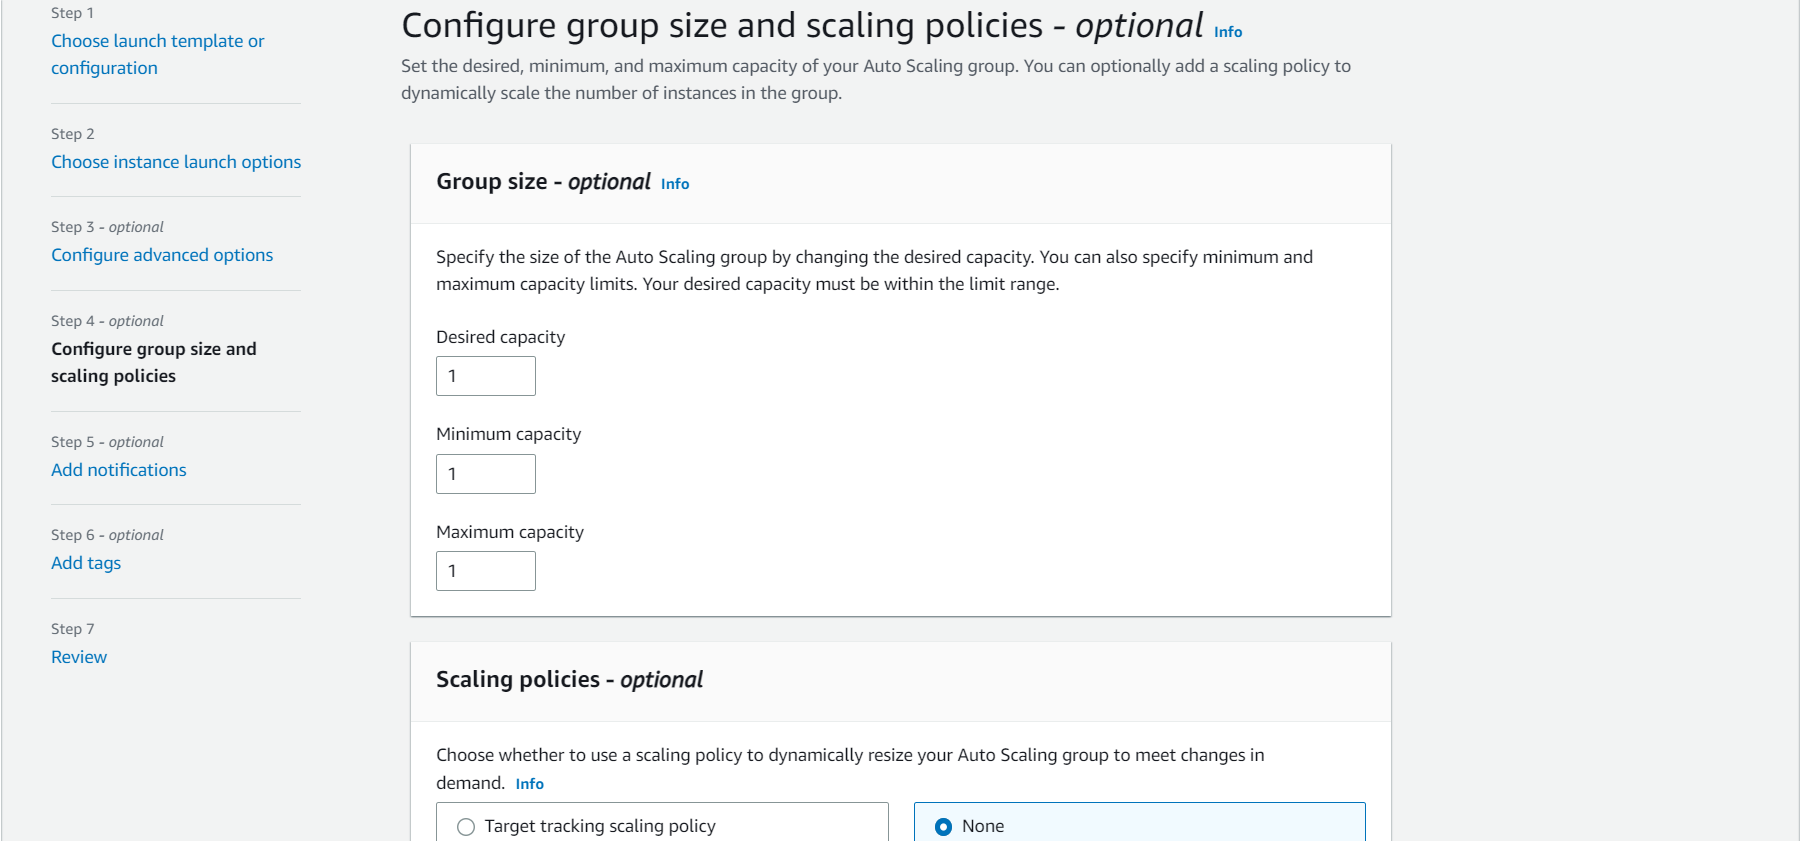 Step 1
Choose launch template or
configuration
Step 2
Choose instance launch options
Step 3 - optional
Configure advanced options
Step 4 - optional
Configure group size and
scaling policies
Step 5 - optional
Add notifications
Step 6 - optional
Add tags
Step 7
Review
Configure group size and scaling policies - optional Info
Set the desired, minimum, and maximum capacity of your Auto Scaling group. You can optionally add a scaling policy to
dynamically scale the number of instances in the group.
Group size - optional Info
Specify the size of the Auto Scaling group by changing the desired capacity. You can also specify minimum and
maximum capacity limits. Your desired capacity must be within the limit range.
Desired capacity
1
Minimum capacity
1
Maximum capacity
1
Scaling policies - optional
Choose whether to use a scaling policy to dynamically resize your Auto Scaling group to meet changes in
demand. Info
Target tracking scaling policy
None